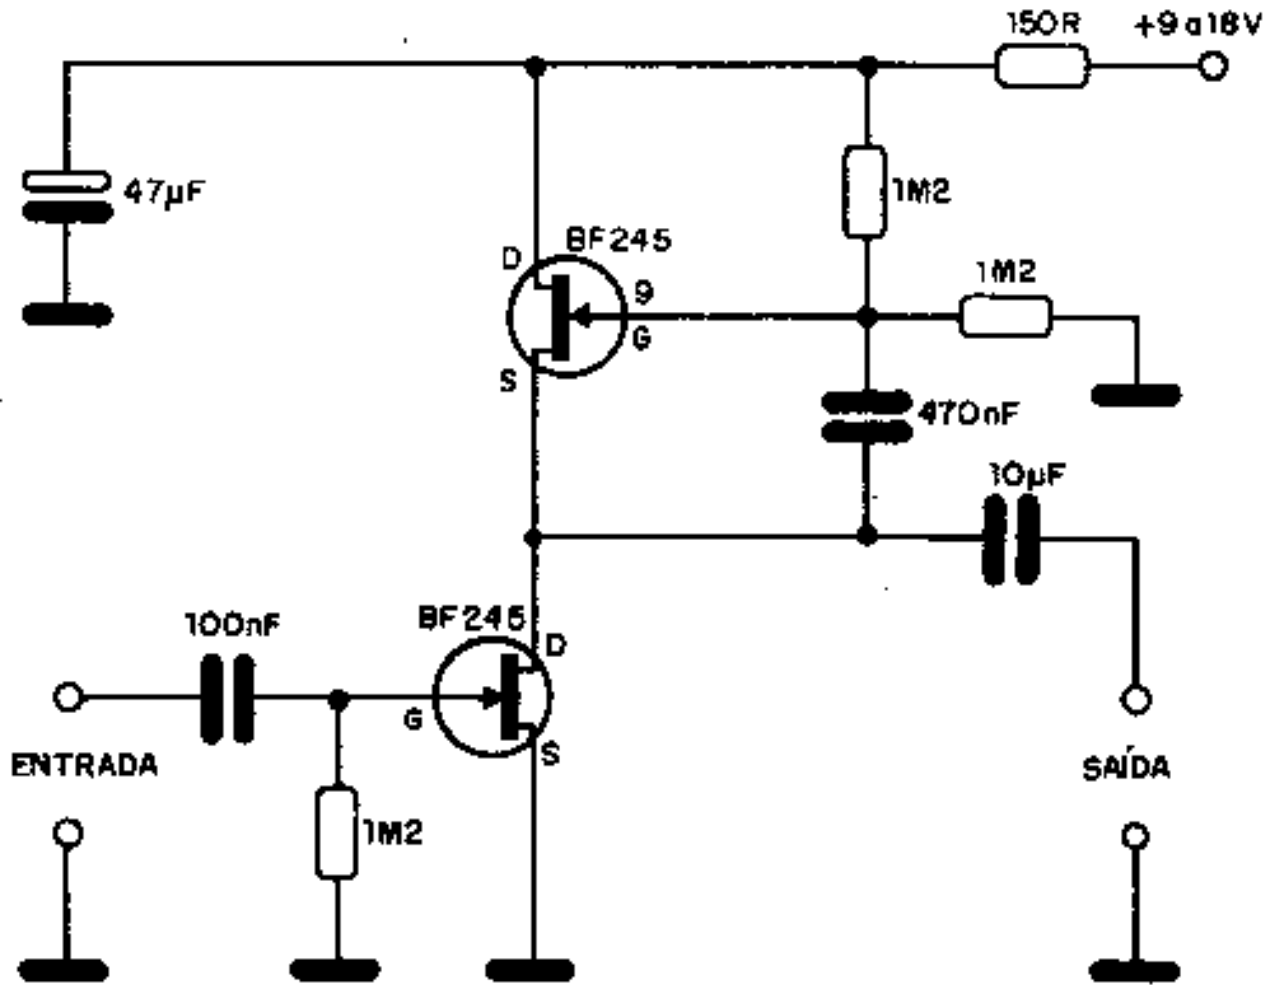 150R
+9 a 18V
47µF
1M2
BF245
D
9
G
S
1M2
470nF
10µF
100nF
BF245
D
G
S
ENTRADA
1M2
SAÍDA